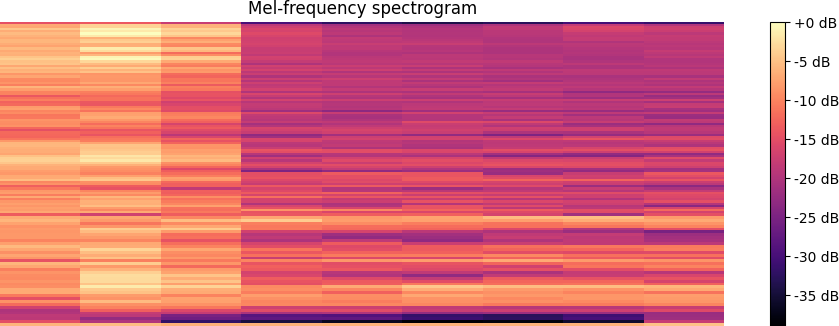 Mel-frequency spectrogram
+0 dB
-5 dB
-10 dB
-15 dB
-20 dB
-25 dB
-30 dB
-35 dB